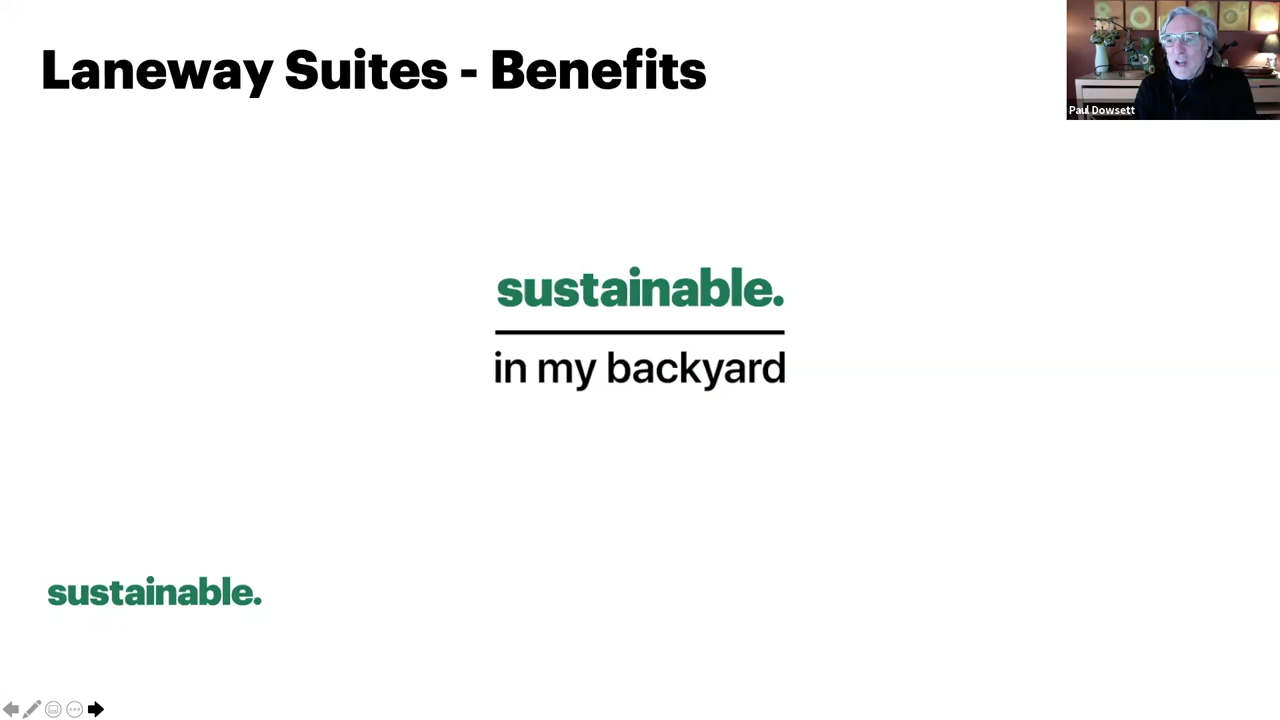 Laneway Suites - Benefits
Paul Dowsett
sustainable.
in my backyard
sustainable.